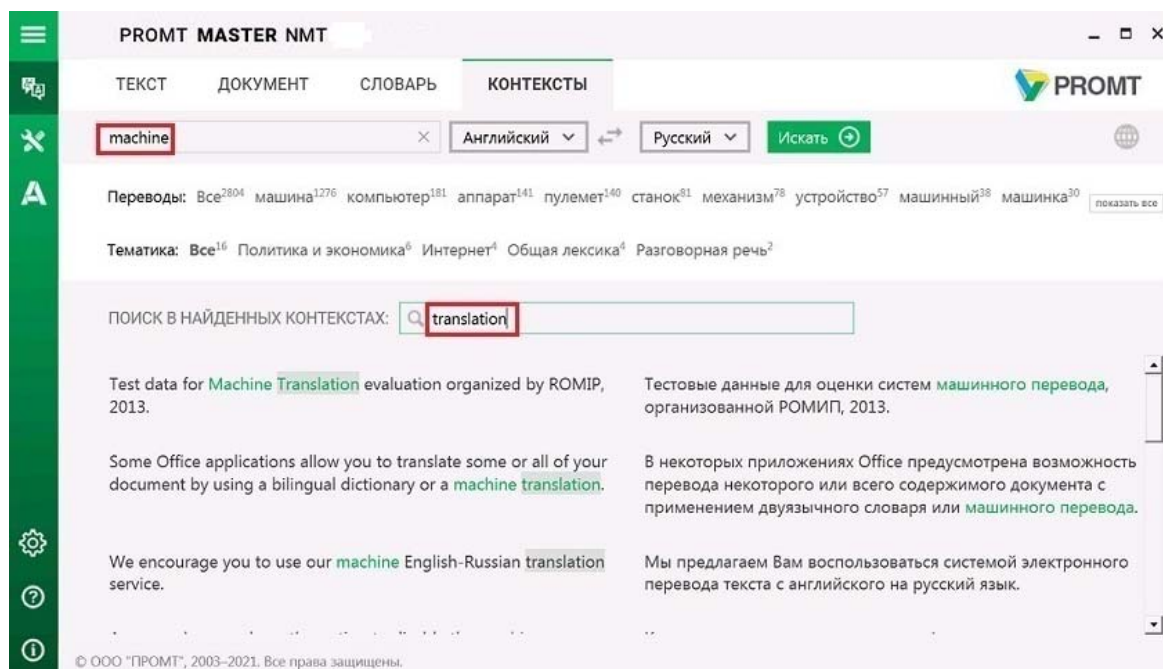 PROMT MASTER NMT
ТЕКСТ ДОКУМЕНТ СЛОВАРЬ КОНТЕКСТЫ PROMT
machine Английский Русский Искать
Переводы: Все2804 машина1276 компьютер181 аппарат141 пулемет140 станок81 механизм78 устройство57 машинный38 машинка30 показать все
Тематика: Все16 Политика и экономика6 Интернет4 Общая лексика4 Разговорная речь2
ПОИСК В НАЙДЕННЫХ КОНТЕКСТАХ: translation
Test data for Machine Translation evaluation organized by ROMIP,
2013.
Тестовые данные для оценки систем машинного перевода,
организованной РОМИП, 2013.
Some Office applications allow you to translate some or all of your
document by using a bilingual dictionary or a machine translation.
В некоторых приложениях Office предусмотрена возможность
перевода некоторого или всего содержимого документа с
применением двуязычного словаря или машинного перевода.
We encourage you to use our machine English-Russian translation
service.
Мы предлагаем Вам воспользоваться системой электронного
перевода текста с английского на русский язык.
© ООО "ПРОМТ", 2003–2021. Все права защищены.